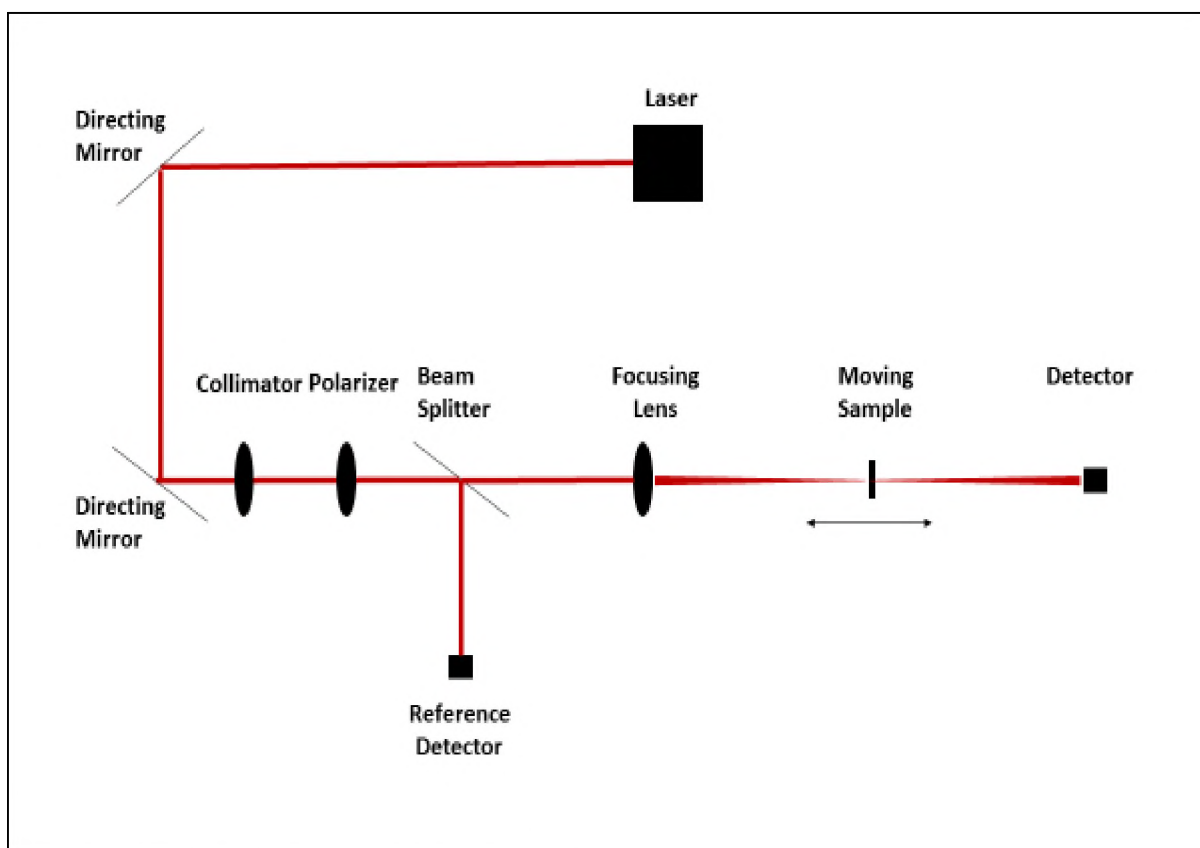 Laser
Directing
Mirror
Collimator Polarizer
Beam
Splitter
Focusing
Lens
Moving
Sample
Detector
Directing
Mirror
Reference
Detector